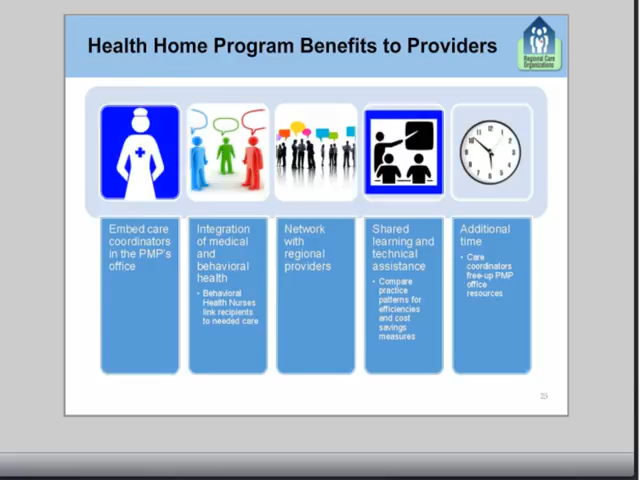 Health Home Program Benefits to Providers
Regional Care
Organizations
Embed care
coordinators
in the PMP's
office
Integration
of medical
and
behavioral
health
• Behavioral
Health Nurses
link recipients
to needed care
Network
with
regional
providers
Shared
learning and
technical
assistance
• Compare
practice
patterns for
efficiencies
and cost
savings
measures
Additional
time
• Care
coordinators
free-up PMP
office
resources